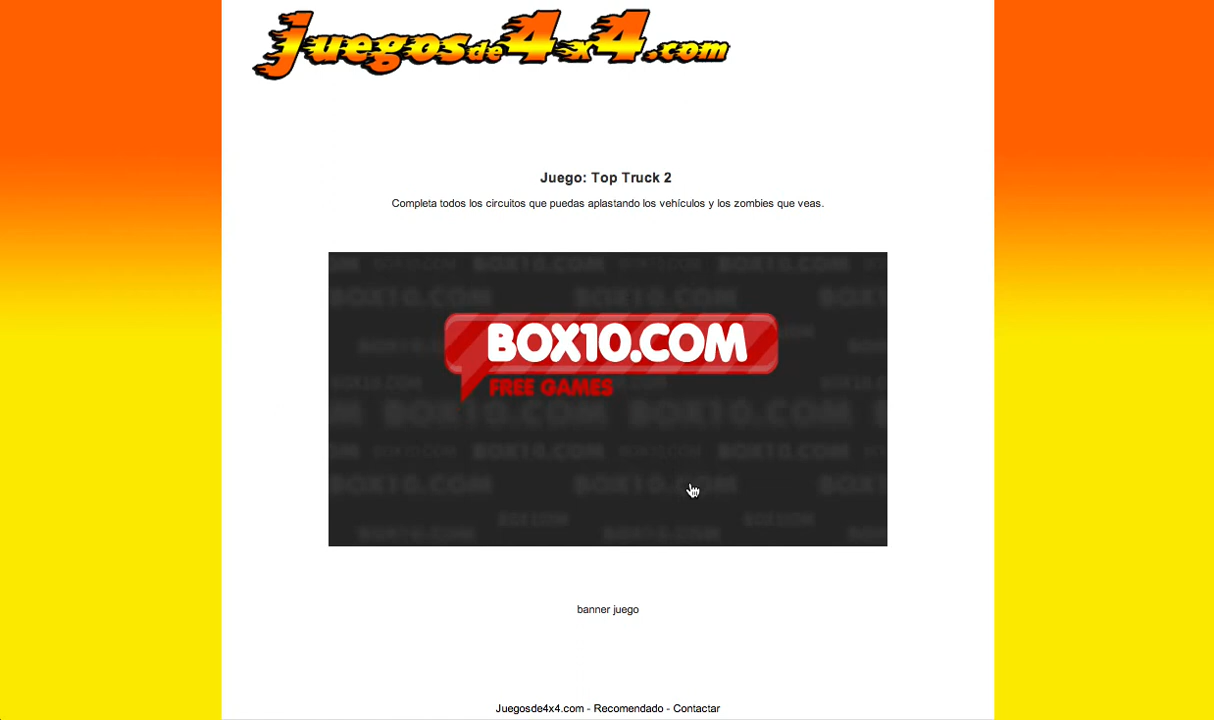 juegosde4x4.com
Juego: Top Truck 2
Completa todos los circuitos que puedas aplastando los vehículos y los zombies que veas.
BOX10.COM
FREE GAMES
banner juego
Juegosde4x4.com - Recomendado - Contactar